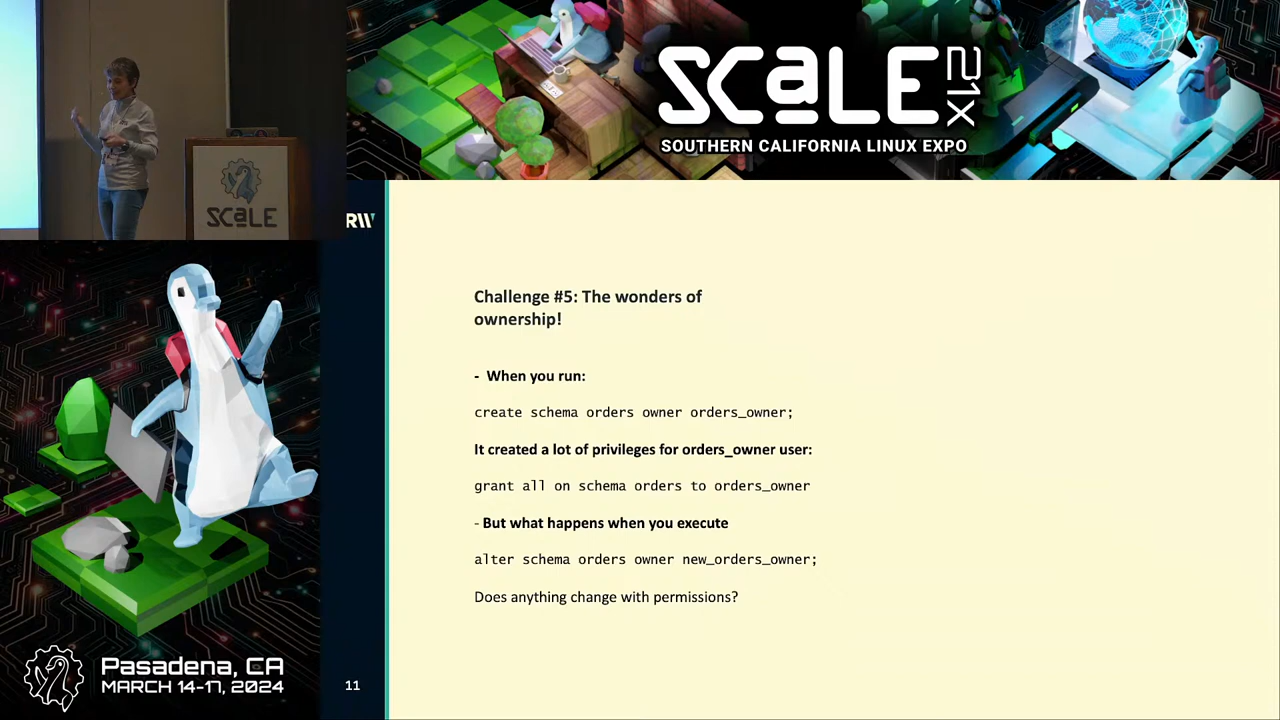 SCALE
21X
SOUTHERN CALIFORNIA LINUX EXPO
SCALE
RW
Challenge #5: The wonders of
ownership!
- When you run:
create schema orders owner orders_owner;
It created a lot of privileges for orders_owner user:
grant all on schema orders to orders_owner
- But what happens when you execute
alter schema orders owner new_orders_owner;
Does anything change with permissions?
Pasadena, CA
MARCH 14-17, 2024
11